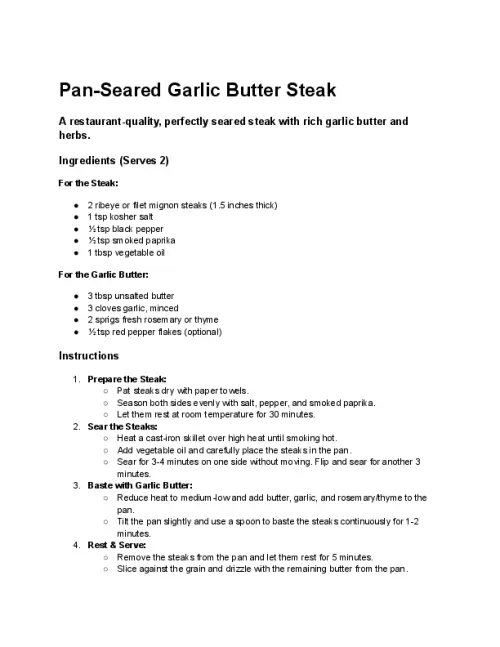 Pan-Seared Garlic Butter Steak
A restaurant-quality, perfectly seared steak with rich garlic butter and
herbs.
Ingredients (Serves 2)
For the Steak:
● 2 ribeye or filet mignon steaks (1.5 inches thick)
● 1 tsp kosher salt
● ½ tsp black pepper
● ½ tsp smoked paprika
● 1 tbsp vegetable oil
For the Garlic Butter:
● 3 tbsp unsalted butter
● 3 cloves garlic, minced
● 2 sprigs fresh rosemary or thyme
● ½ tsp red pepper flakes (optional)
Instructions
1. Prepare the Steak:
○ Pat steaks dry with paper towels.
○ Season both sides evenly with salt, pepper, and smoked paprika.
○ Let them rest at room temperature for 30 minutes.
2. Sear the Steaks:
○ Heat a cast-iron skillet over high heat until smoking hot.
○ Add vegetable oil and carefully place the steaks in the pan.
○ Sear for 3-4 minutes on one side without moving. Flip and sear for another 3
minutes.
3. Baste with Garlic Butter:
○ Reduce heat to medium-low and add butter, garlic, and rosemary/thyme to the
pan.
○ Tilt the pan slightly and use a spoon to baste the steaks continuously for 1-2
minutes.
4. Rest & Serve:
○ Remove the steaks from the pan and let them rest for 5 minutes.
○ Slice against the grain and drizzle with the remaining butter from the pan.